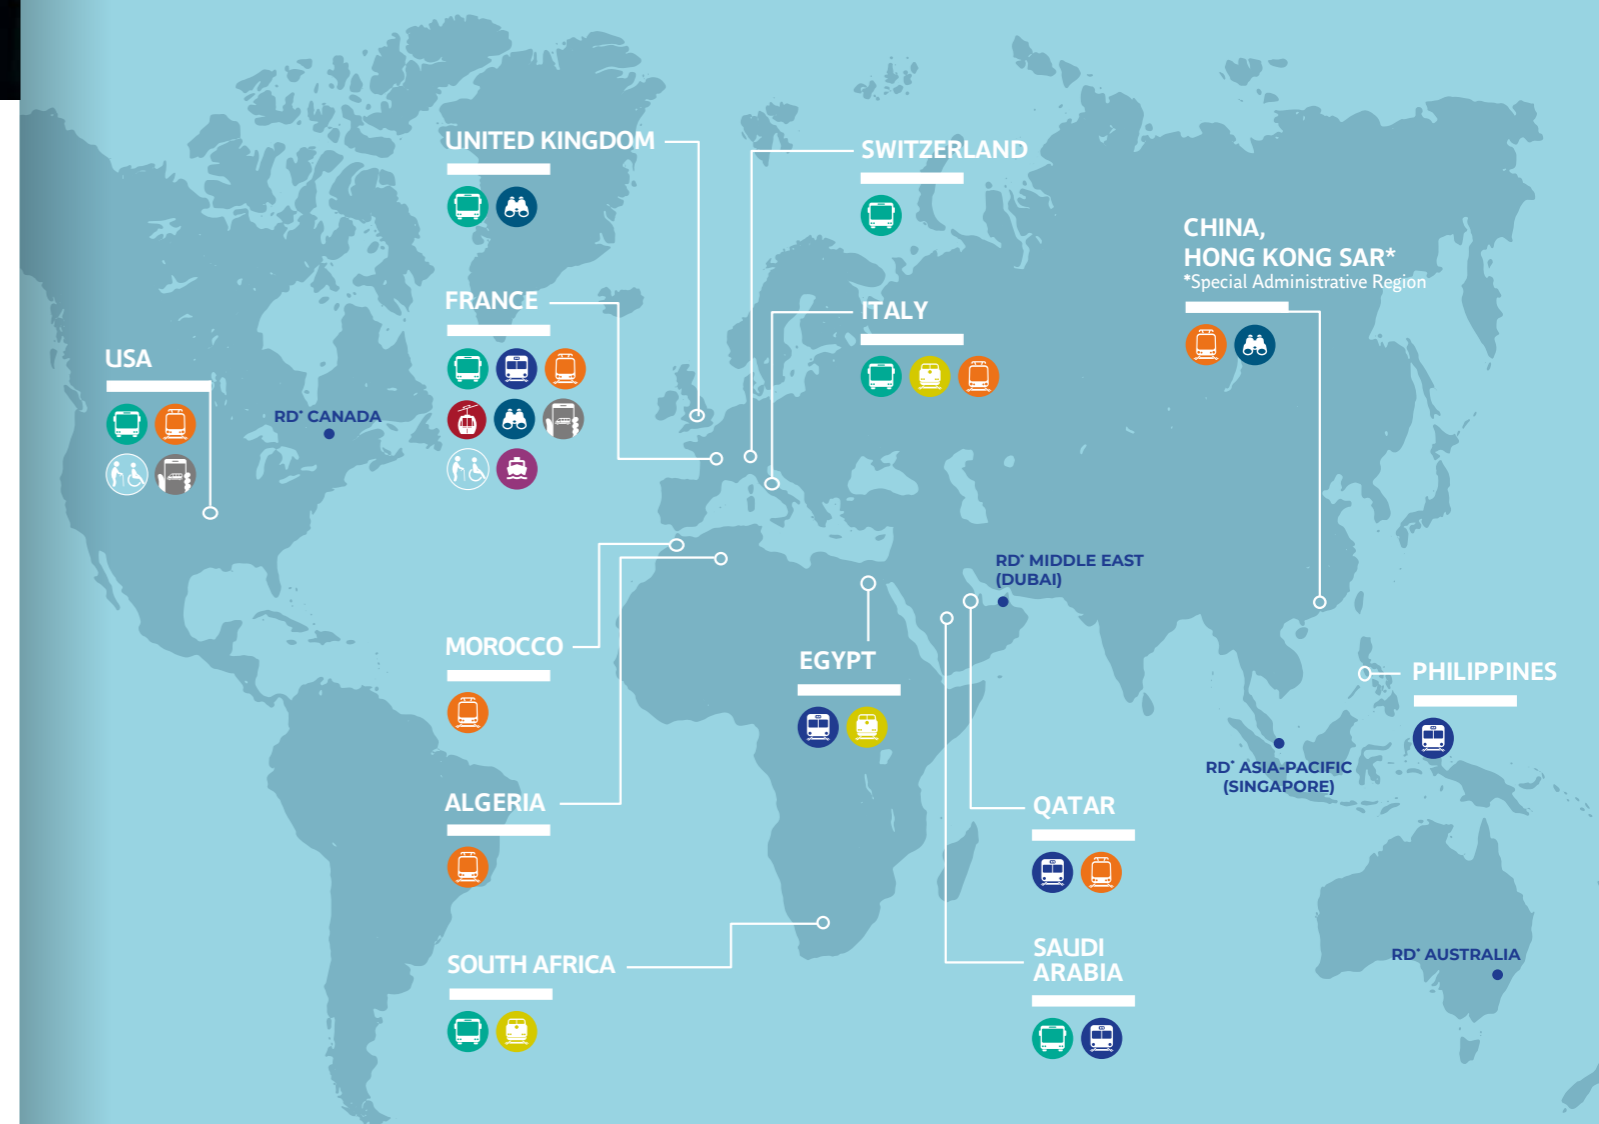 UNITED KINGDOM
SWITZERLAND
CHINA,
HONG KONG SAR*
*Special Administrative Region
FRANCE
ITALY
USA
RD* CANADA
RD* MIDDLE EAST
(DUBAI)
MOROCCO
EGYPT
PHILIPPINES
RD* ASIA-PACIFIC
(SINGAPORE)
ALGERIA
QATAR
SOUTH AFRICA
SAUDI
ARABIA
RD* AUSTRALIA